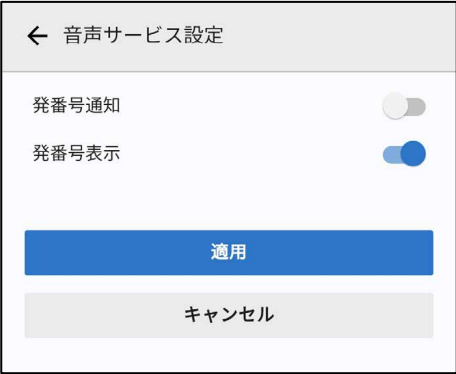 音声サービス設定
発番号通知
発番号表示
適用
キャンセル